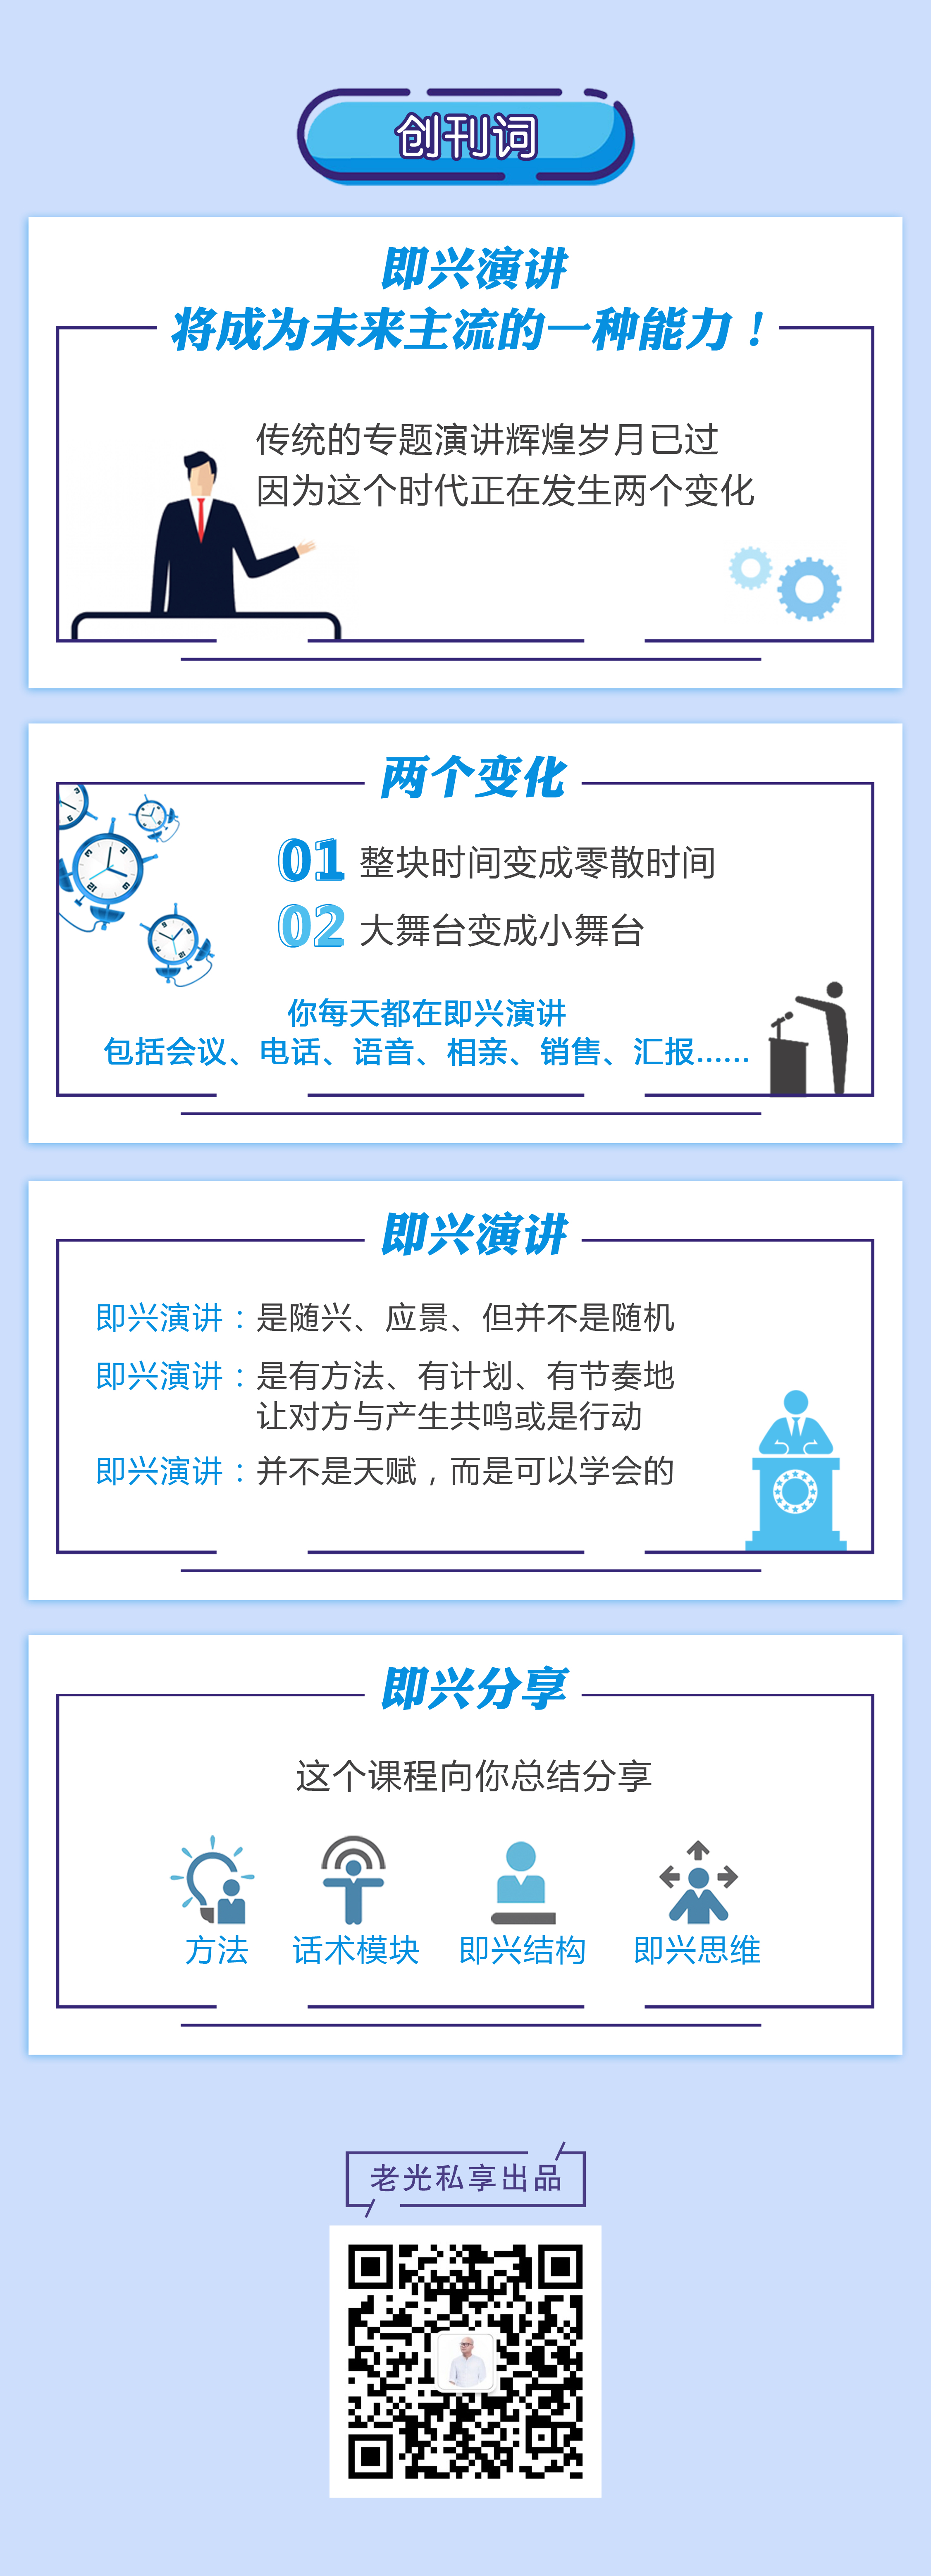 创刊词
即兴演讲
将成为未来主流的一种能力！
传统的专题演讲辉煌岁月已过
因为这个时代正在发生两个变化
两个变化
01 整块时间变成零散时间
02 大舞台变成小舞台
你每天都在即兴演讲
包括会议、电话、语音、相亲、销售、汇报……
即兴演讲
即兴演讲：是随兴、应景、但并不是随机
即兴演讲：是有方法、有计划、有节奏地
让对方与产生共鸣或是行动
即兴演讲：并不是天赋，而是可以学会的
即兴分享
这个课程向你总结分享
方法 话术模块 即兴结构 即兴思维
老光私享出品